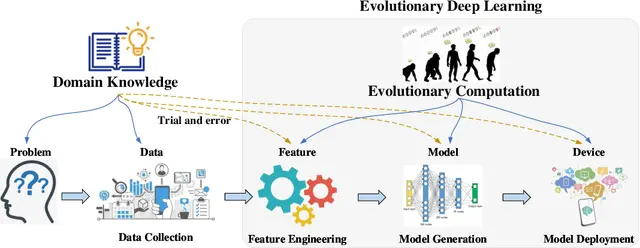 Evolutionary Deep Learning
Domain Knowledge
Evolutionary Computation
Trial and error
Problem
Data
Feature
Model
Device
???
Data Collection
Feature Engineering
Model Generation
Model Deployment